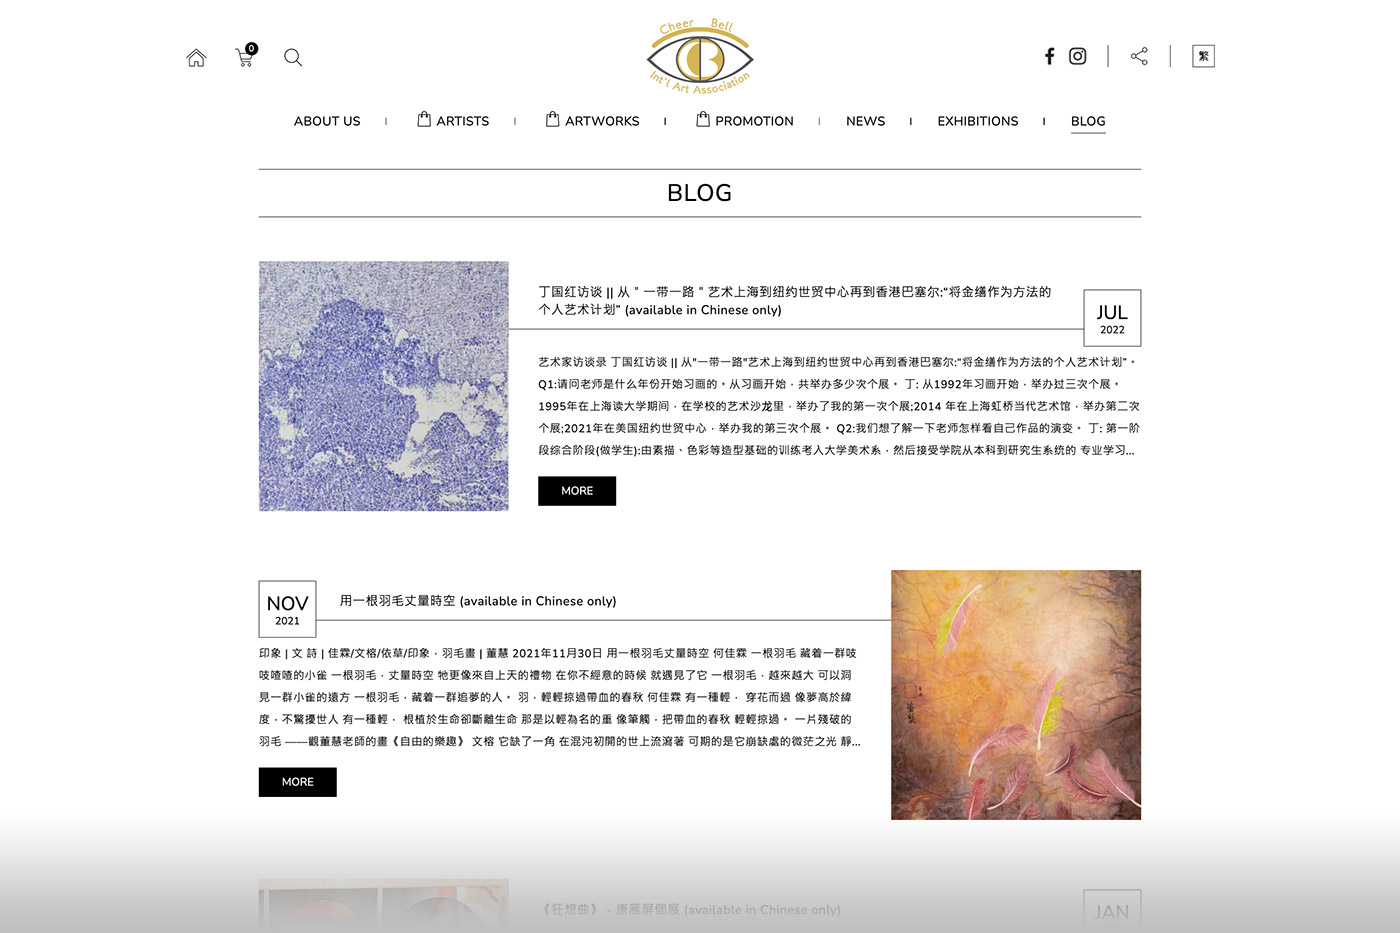 Cheer Bell
Int'l Art Association
0
繁
ABOUT US
ARTISTS
ARTWORKS
PROMOTION
NEWS
EXHIBITIONS
BLOG
BLOG
丁国红访谈 || 从 " 一带一路 " 艺术上海到纽约世贸中心再到香港巴塞尔:“将金缮作为方法的
个人艺术计划” (available in Chinese only)
JUL
2022
艺术家访谈录 丁国红访谈 || 从"一带一路"艺术上海到纽约世贸中心再到香港巴塞尔:“将金缮作为方法的个人艺术计划”。
Q1:请问老师是什么年份开始习画的。从习画开始，共举办多少次个展。 丁: 从1992年习画开始，举办过三次个展。
1995年在上海读大学期间，在学校的艺术沙龙里，举办了我的第一次个展;2014 年在上海虹桥当代艺术馆，举办第二次
个展;2021年在美国纽约世贸中心，举办我的第三次个展。 Q2:我们想了解一下老师怎样看自己作品的演变。 丁: 第一阶
段综合阶段(做学生):由素描、色彩等造型基础的训练考入大学美术系，然后接受学院从本科到研究生系统的 专业学习...
MORE
NOV
2021
用一根羽毛丈量時空 (available in Chinese only)
印象 | 文 詩 | 佳霖/文榕/依草/印象．羽毛畫 | 董慧 2021年11月30日 用一根羽毛丈量時空 何佳霖 一根羽毛 藏着一群吱
吱喳喳的小雀 一根羽毛，丈量時空 牠更像來自上天的禮物 在你不經意的時候 就遇見了它 一根羽毛，越來越大 可以洞
見一群小雀的遠方 一根羽毛，藏着一群追夢的人。 羽，輕輕掠過帶血的春秋 何佳霖 有一種輕， 穿花而過 像夢高於緯
度，不驚擾世人 有一種輕， 根植於生命卻斷離生命 那是以輕為名的重 像筆觸，把帶血的春秋 輕輕掠過。 一片殘破的
羽毛 ——觀董慧老師的畫《自由的樂趣》 文榕 它缺了一角 在混沌初開的世上流瀉著 可期的是它崩缺處的微茫之光 靜...
MORE
《狂想曲》 - 唐雁屏個展 (available in Chinese only)
JAN